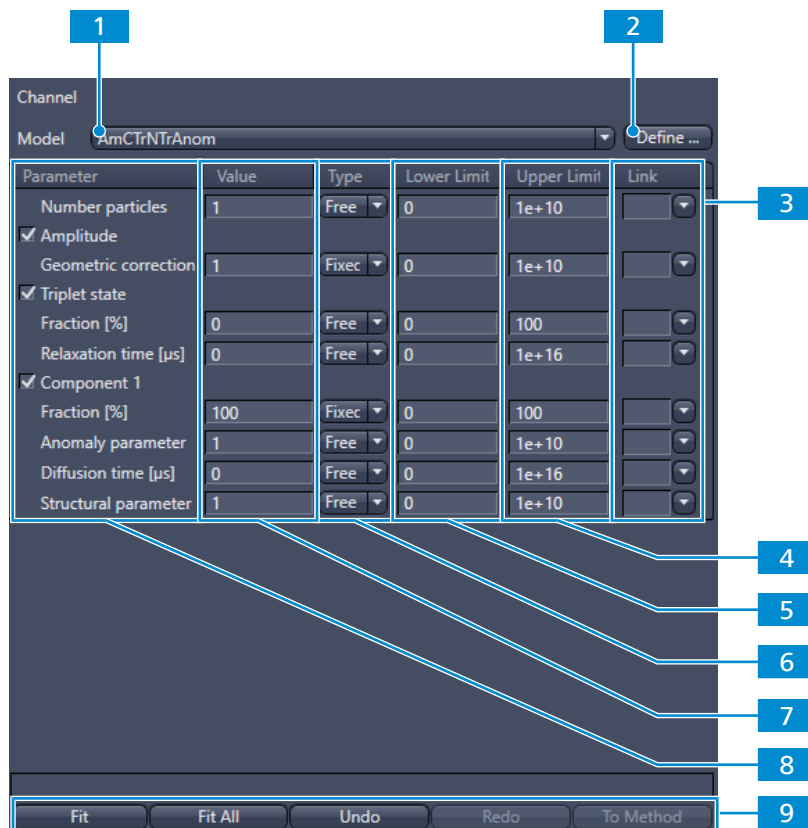 1 2
Channel
Model AmCTrNTrAnom Define ...
Parameter Value Type Lower Limit Upper Limit Link
Number particles 1 Free 0 1e+10
3
Amplitude
Geometric correction 1 Fixec 0 1e+10
Triplet state
Fraction [%] 0 Free 0 100
Relaxation time [µs] 0 Free 0 1e+16
Component 1
Fraction [%] 100 Fixec 0 100
Anomaly parameter 1 Free 0 1e+10
Diffusion time [µs] 0 Free 0 1e+16
Structural parameter 1 Free 0 1e+10
4
5
6
7
8
Fit Fit All Undo Redo To Method 9